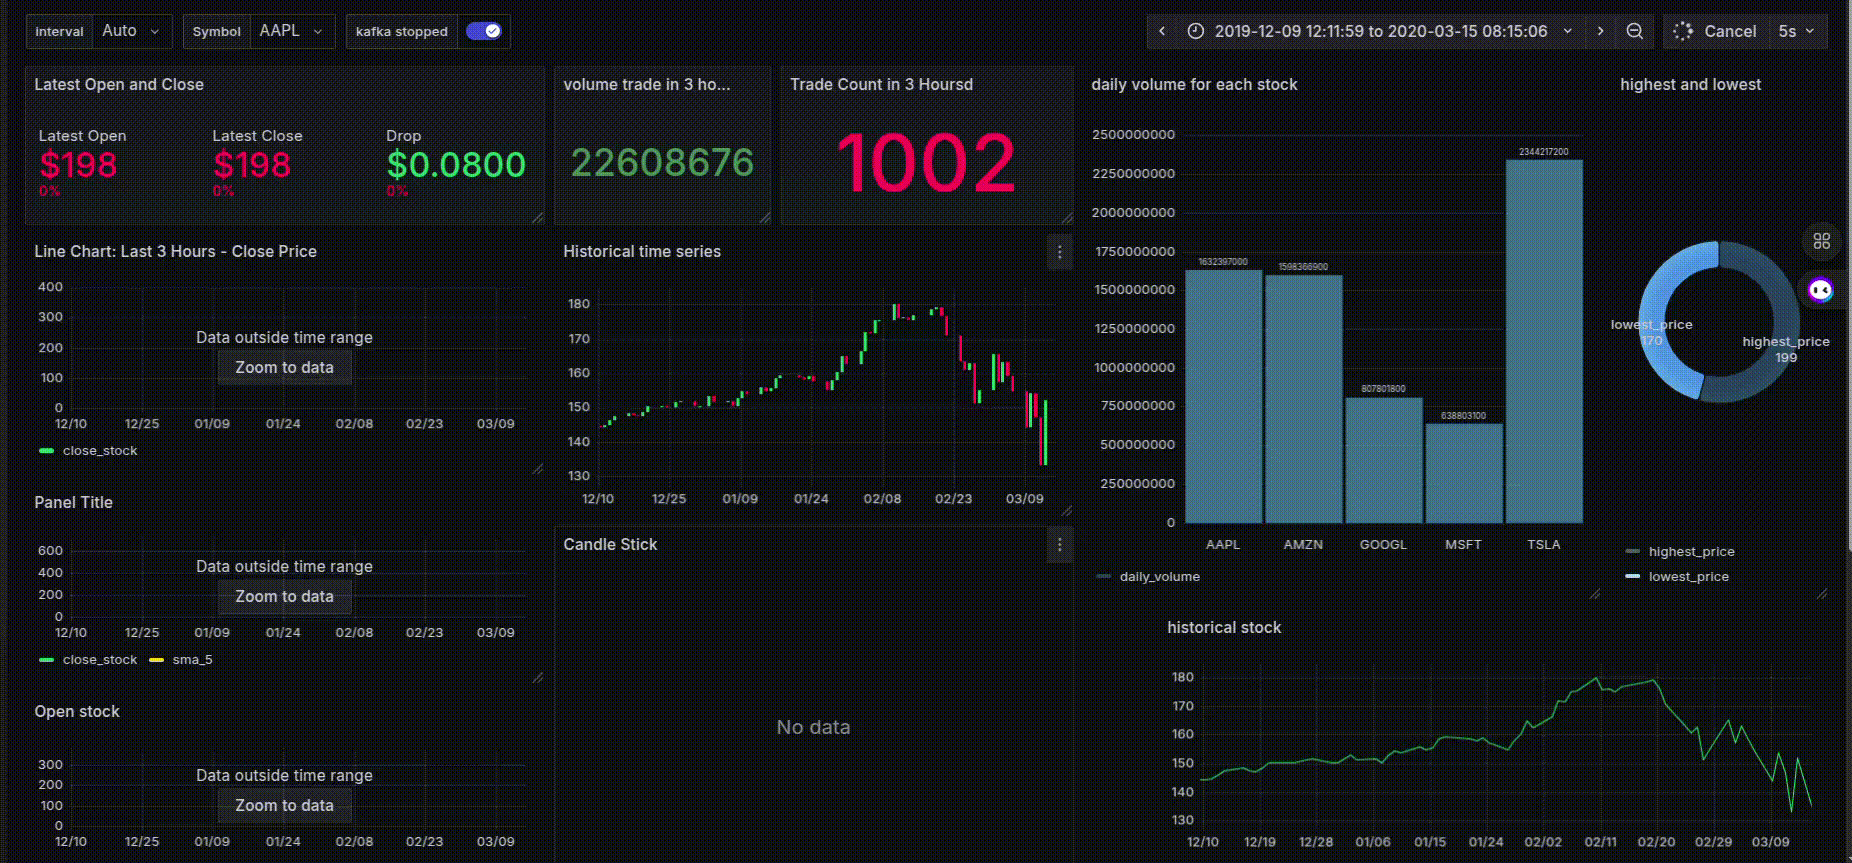 Interval Auto Symbol AAPL kafka stopped 2019-12-09 12:11:59 to 2020-03-15 08:15:06 Cancel 5s
Latest Open and Close
Latest Open Latest Close Drop
$198 $198 $0.0800
0% 0% 0%
volume trade in 3 ho...
22608676
Trade Count in 3 Hoursd
1002
Line Chart: Last 3 Hours - Close Price
400
300
200
100
0
Data outside time range
Zoom to data
12/10 12/25 01/09 01/24 02/08 02/23 03/09
close_stock
Panel Title
600
400
200
0
Data outside time range
Zoom to data
12/10 12/25 01/09 01/24 02/08 02/23 03/09
close_stock sma_5
Open stock
300
200
100
0
Data outside time range
Zoom to data
12/10 12/25 01/09 01/24 02/08 02/23 03/09
Historical time series
180
170
160
150
140
130
12/10 12/25 01/09 01/24 02/08 02/23 03/09
Candle Stick
No data
daily volume for each stock
2500000000
2250000000
2000000000
1750000000
1500000000
1250000000
1000000000
750000000
500000000
250000000
0
1632397000 1598366900 807801800 638803100 2344217200
AAPL AMZN GOOGL MSFT TSLA
daily_volume
highest and lowest
lowest_price
170
highest_price
199
highest_price
lowest_price
historical stock
180
170
160
150
140
130
12/10 12/19 12/28 01/06 01/15 01/24 02/02 02/11 02/20 02/29 03/09